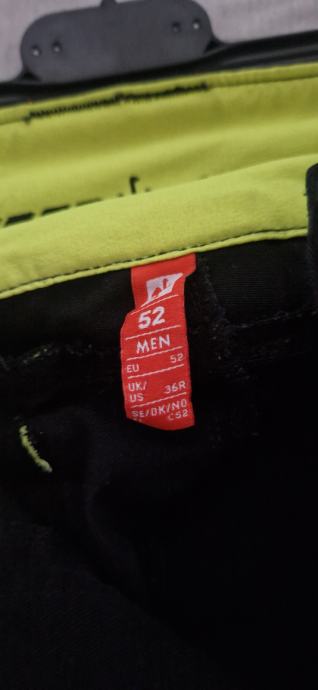 52
MEN
EU 52
UK/
US 36R
SE/DK/NO
C52